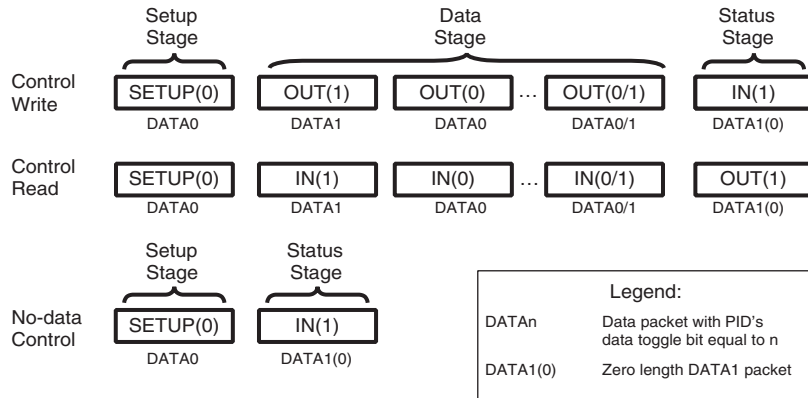 Setup
Stage
Data
Stage
Status
Stage
Control
Write
SETUP(0) OUT(1) OUT(0) ... OUT(0/1) IN(1)
DATA0 DATA1 DATA0 DATA0/1 DATA1(0)
Control
Read
SETUP(0) IN(1) IN(0) ... IN(0/1) OUT(1)
DATA0 DATA1 DATA0 DATA0/1 DATA1(0)
Setup
Stage
Status
Stage
No-data
Control
SETUP(0) IN(1)
DATA0 DATA1(0)
Legend:
DATAn Data packet with PID's
data toggle bit equal to n
DATA1(0) Zero length DATA1 packet